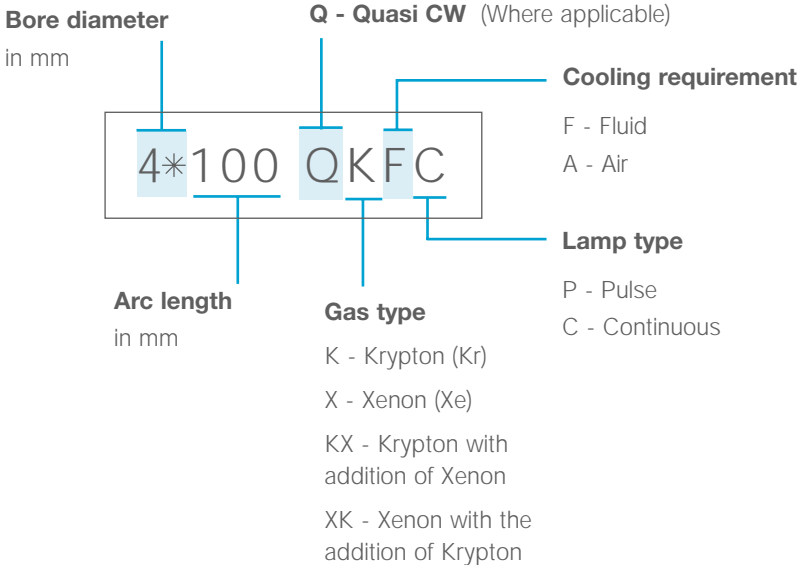 Bore diameter
in mm
Q - Quasi CW (Where applicable)
Cooling requirement
F - Fluid
A - Air
4*100 QKFC
Lamp type
P - Pulse
C - Continuous
Arc length
in mm
Gas type
K - Krypton (Kr)
X - Xenon (Xe)
KX - Krypton with
addition of Xenon
XK - Xenon with the
addition of Krypton